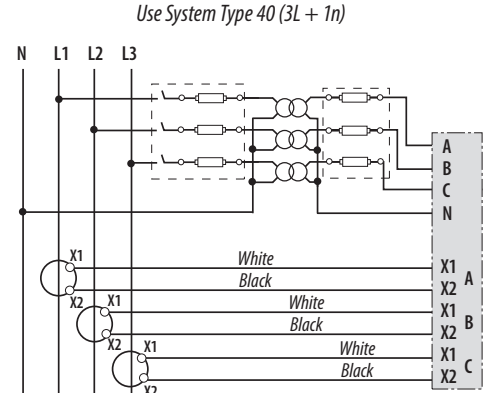 Use System Type 40 (3L + 1n)
N L1 L2 L3
A
B
C
N
X1 White X1
X2 Black X2 A
X1 White X1
X2 Black X2 B
X1 White X1
X2 Black X2 C